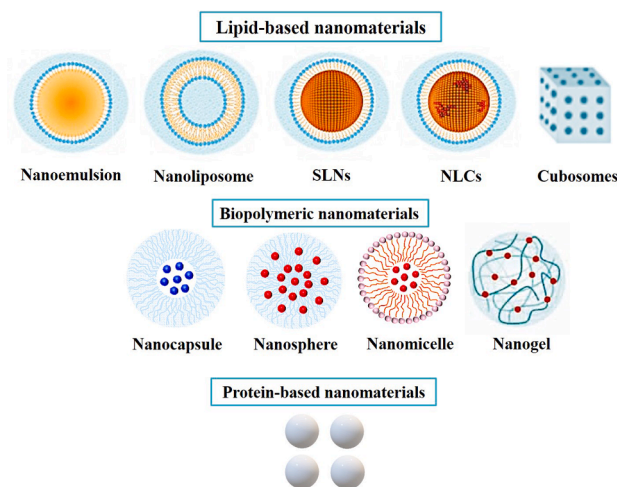 Lipid-based nanomaterials
Nanoemulsion Nanoliposome SLNs NLCs Cubosomes
Biopolymeric nanomaterials
Nanocapsule Nanosphere Nanomicelle Nanogel
Protein-based nanomaterials